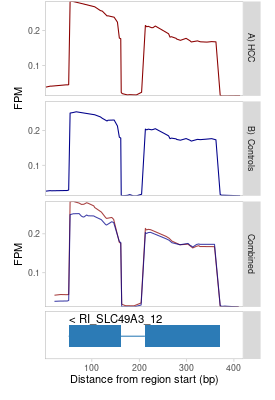 FPM
0.2
0.1
A) HCC
0.2
0.1
B) Controls
FPM
0.2
0.1
Combined
< RI_SLC49A3_12
100
200
300
400
Distance from region start (bp)